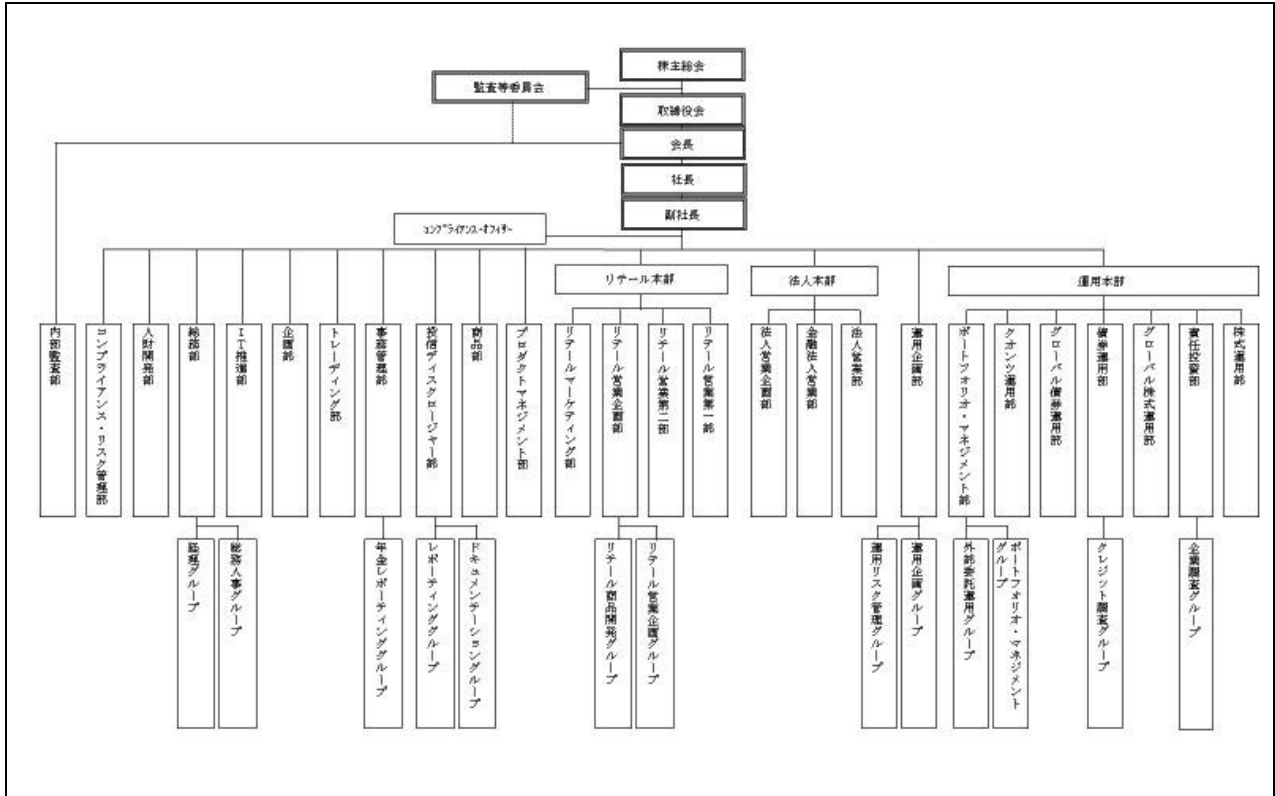 株主総会
監査等委員会
取締役会
会長
社長
副社長
コンプライアンス・オフィサー
リテール本部
法人本部
運用本部
内部監査部
コンプライアンス・リスク管理部
人財開発部
総務部
IT推進部
企画部
トレーディング部
事務管理部
投信ディスクロージャー部
商品部
プロダクトマネジメント部
リテールマーケティング部
リテール営業企画部
リテール営業第二部
リテール営業第一部
法人営業企画部
金融法人営業部
法人営業部
運用企画部
ポートフォリオ・マネジメント部
クオンツ運用部
グローバル債券運用部
債券運用部
グローバル株式運用部
責任投資部
株式運用部
経理グループ
総務人事グループ
年金レポーティンググループ
レポーティンググループ
ドキュメンテーショングループ
リテール商品開発グループ
リテール営業企画グループ
運用リスク管理グループ
運用企画グループ
外部委託運用グループ
ポートフォリオ・マネジメント
グループ
クレジット調査グループ
企業調査グループ